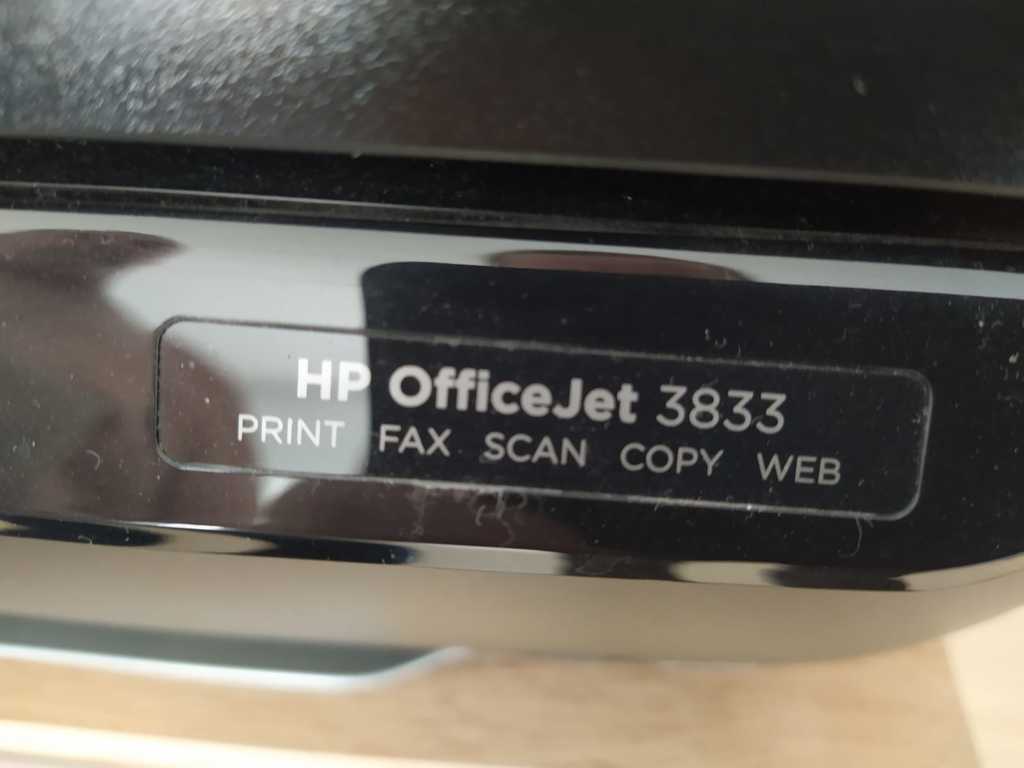 HP OfficeJet 3833
PRINT FAX SCAN COPY WEB